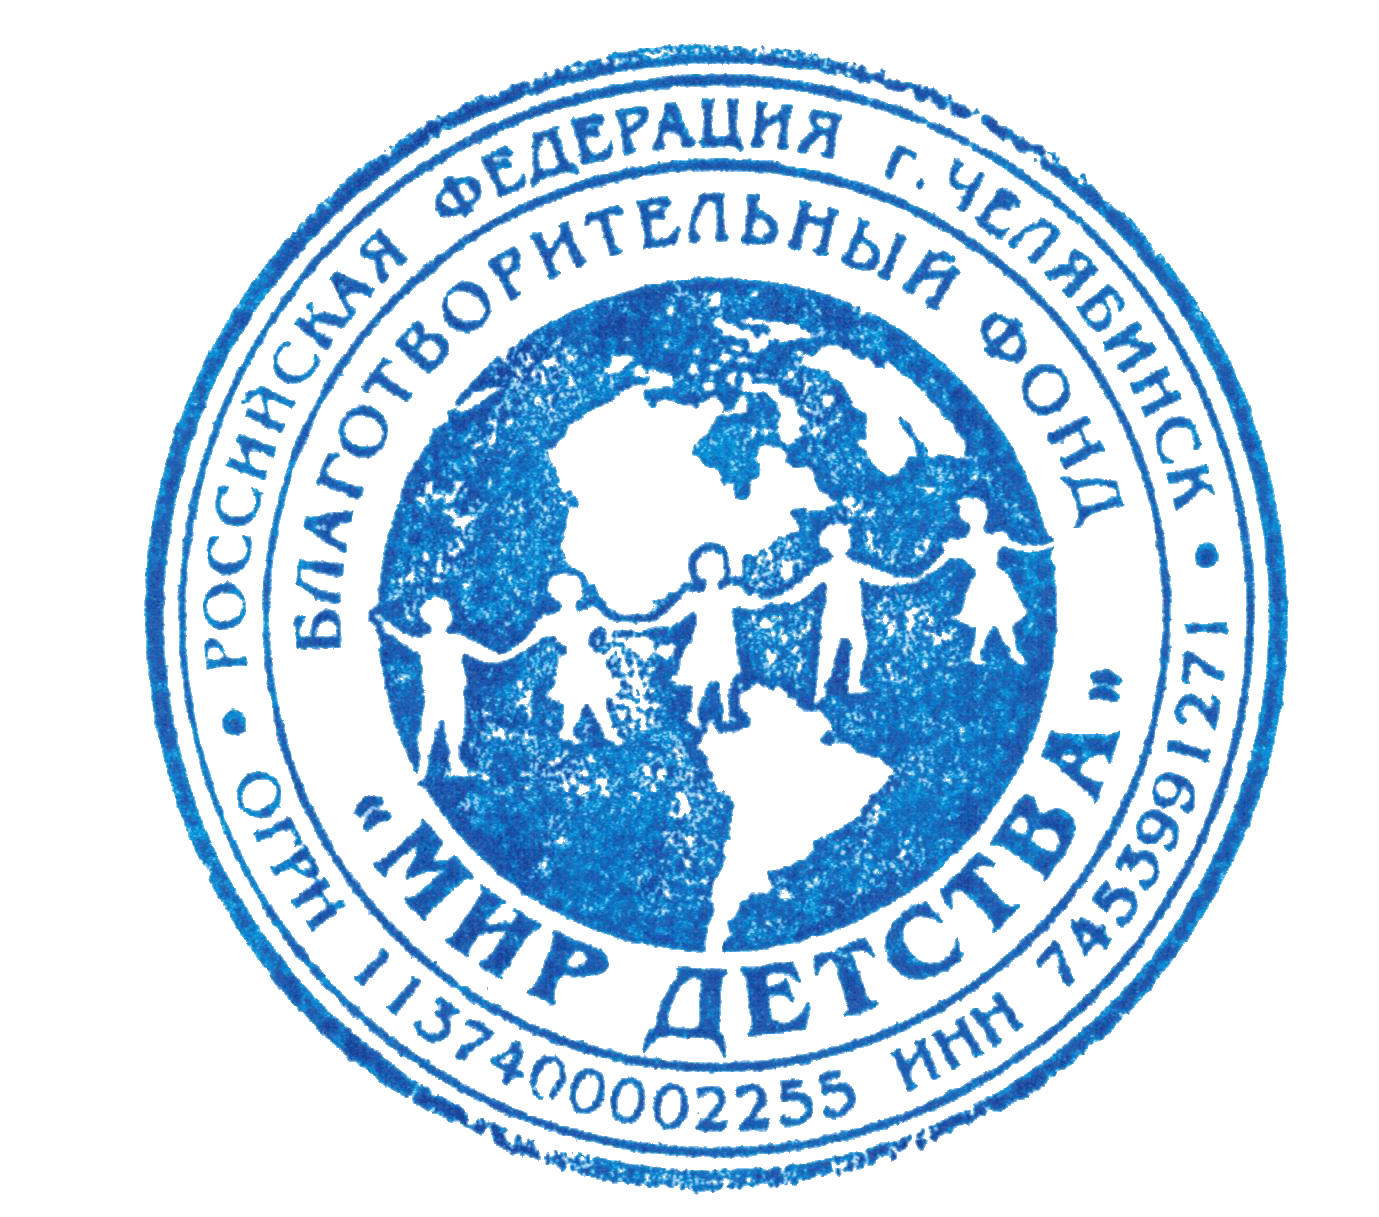 РОССИЙСКАЯ ФЕДЕРАЦИЯ г. ЧЕЛЯБИНСК
• ОГРН 1137400002255 ИНН 7453991271 •
БЛАГОТВОРИТЕЛЬНЫЙ ФОНД
“МИР ДЕТСТВА”